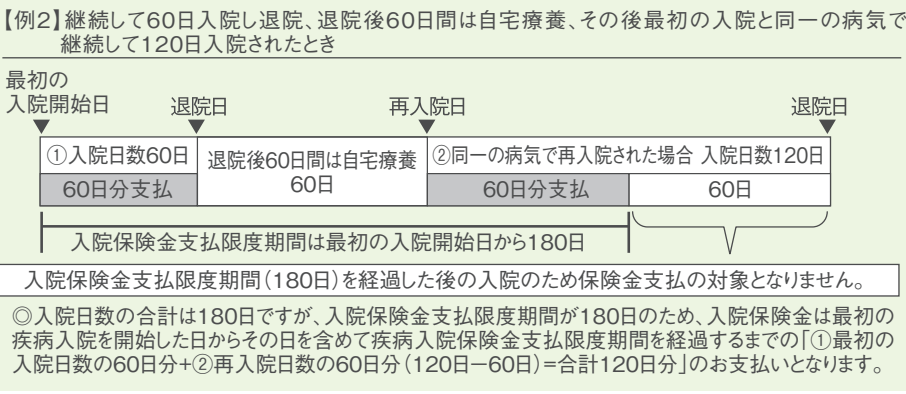 【例2】継続して60日入院し退院、退院後60日間は自宅療養、その後最初の入院と同一の病気で
継続して120日入院されたとき
最初の
入院開始日
退院日
再入院日
退院日
①入院日数60日
退院後60日間は自宅療養
60日
②同一の病気で再入院された場合 入院日数120日
60日分支払
60日分支払
60日
入院保険金支払限度期間は最初の入院開始日から180日
入院保険金支払限度期間(180日)を経過した後の入院のため保険金支払の対象となりません。
◎入院日数の合計は180日ですが、入院保険金支払限度期間が180日のため、入院保険金は最初の
疾病入院を開始した日からその日を含めて疾病入院保険金支払限度期間を経過するまでの「①最初の
入院日数の60日分+②再入院日数の60日分(120日ー60日)=合計120日分」のお支払いとなります。